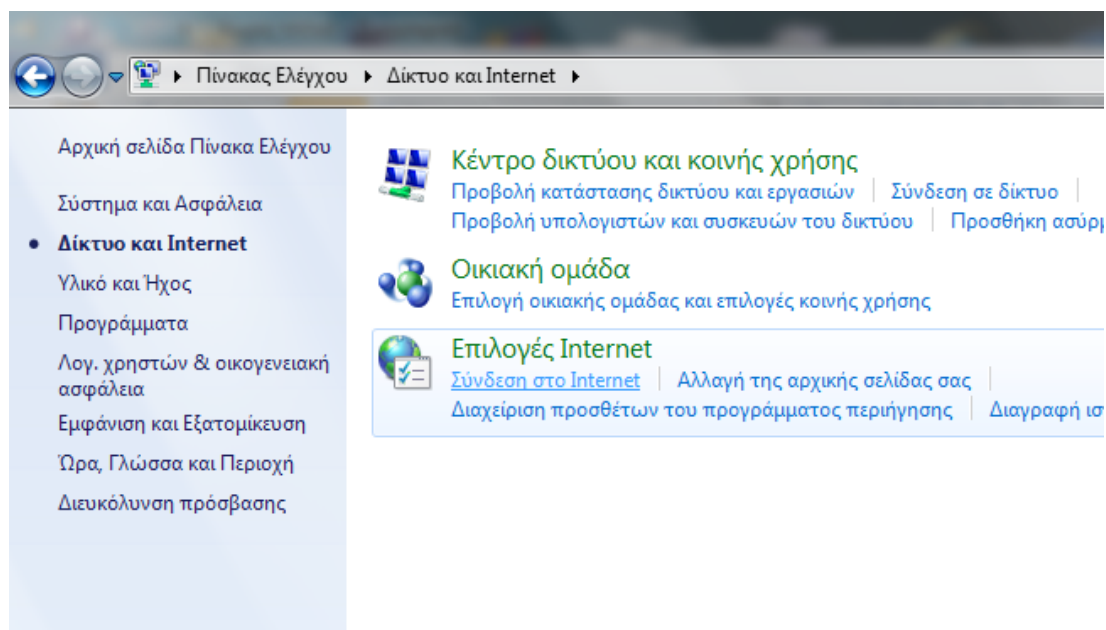 Πίνακας Ελέγχου ▸ Δίκτυο και Internet ▸
Αρχική σελίδα Πίνακα Ελέγχου
Σύστημα και Ασφάλεια
• Δίκτυο και Internet
Υλικό και Ήχος
Προγράμματα
Λογ. χρηστών & οικογενειακή
ασφάλεια
Εμφάνιση και Εξατομίκευση
Ώρα, Γλώσσα και Περιοχή
Διευκόλυνση πρόσβασης
Κέντρο δικτύου και κοινής χρήσης
Προβολή κατάστασης δικτύου και εργασιών | Σύνδεση σε δίκτυο |
Προβολή υπολογιστών και συσκευών του δικτύου | Προσθήκη
Οικιακή ομάδα
Επιλογή οικιακής ομάδας και επιλογές κοινής χρήσης
Επιλογές Internet
Σύνδεση στο Internet | Αλλαγή της αρχικής σελίδας σας |
Διαχείριση προσθέτων του προγράμματος περιήγησης | Διαγραφή